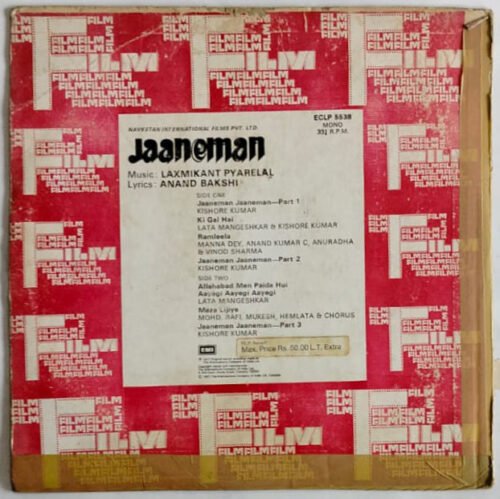 FILM
NAVKETAN INTERNATIONAL FILMS PVT. LTD.
ECLP 5538
MONO
33⅓ R.P.M.
Jaaneman
Music: LAXMIKANT PYARELAL
Lyrics: ANAND BAKSHI
SIDE ONE
Jaaneman Jaaneman—Part 1
KISHORE KUMAR
Ki Gal Hai
LATA MANGESHKAR & KISHORE KUMAR
Ramleela
MANNA DEY, ANAND KUMAR C, ANURADHA
& VINOD SHARMA
Jaaneman Jaaneman—Part 2
KISHORE KUMAR
SIDE TWO
Allahabad Men Paida Hui
Aayegi Aayegi Aayegi
LATA MANGESHKAR
Maza Lijiye
MOHD. RAFI, MUKESH, HEMLATA & CHORUS
Jaaneman Jaaneman—Part 3
KISHORE KUMAR
EMI
Max. Price Rs. 50.00 L.T. Extra